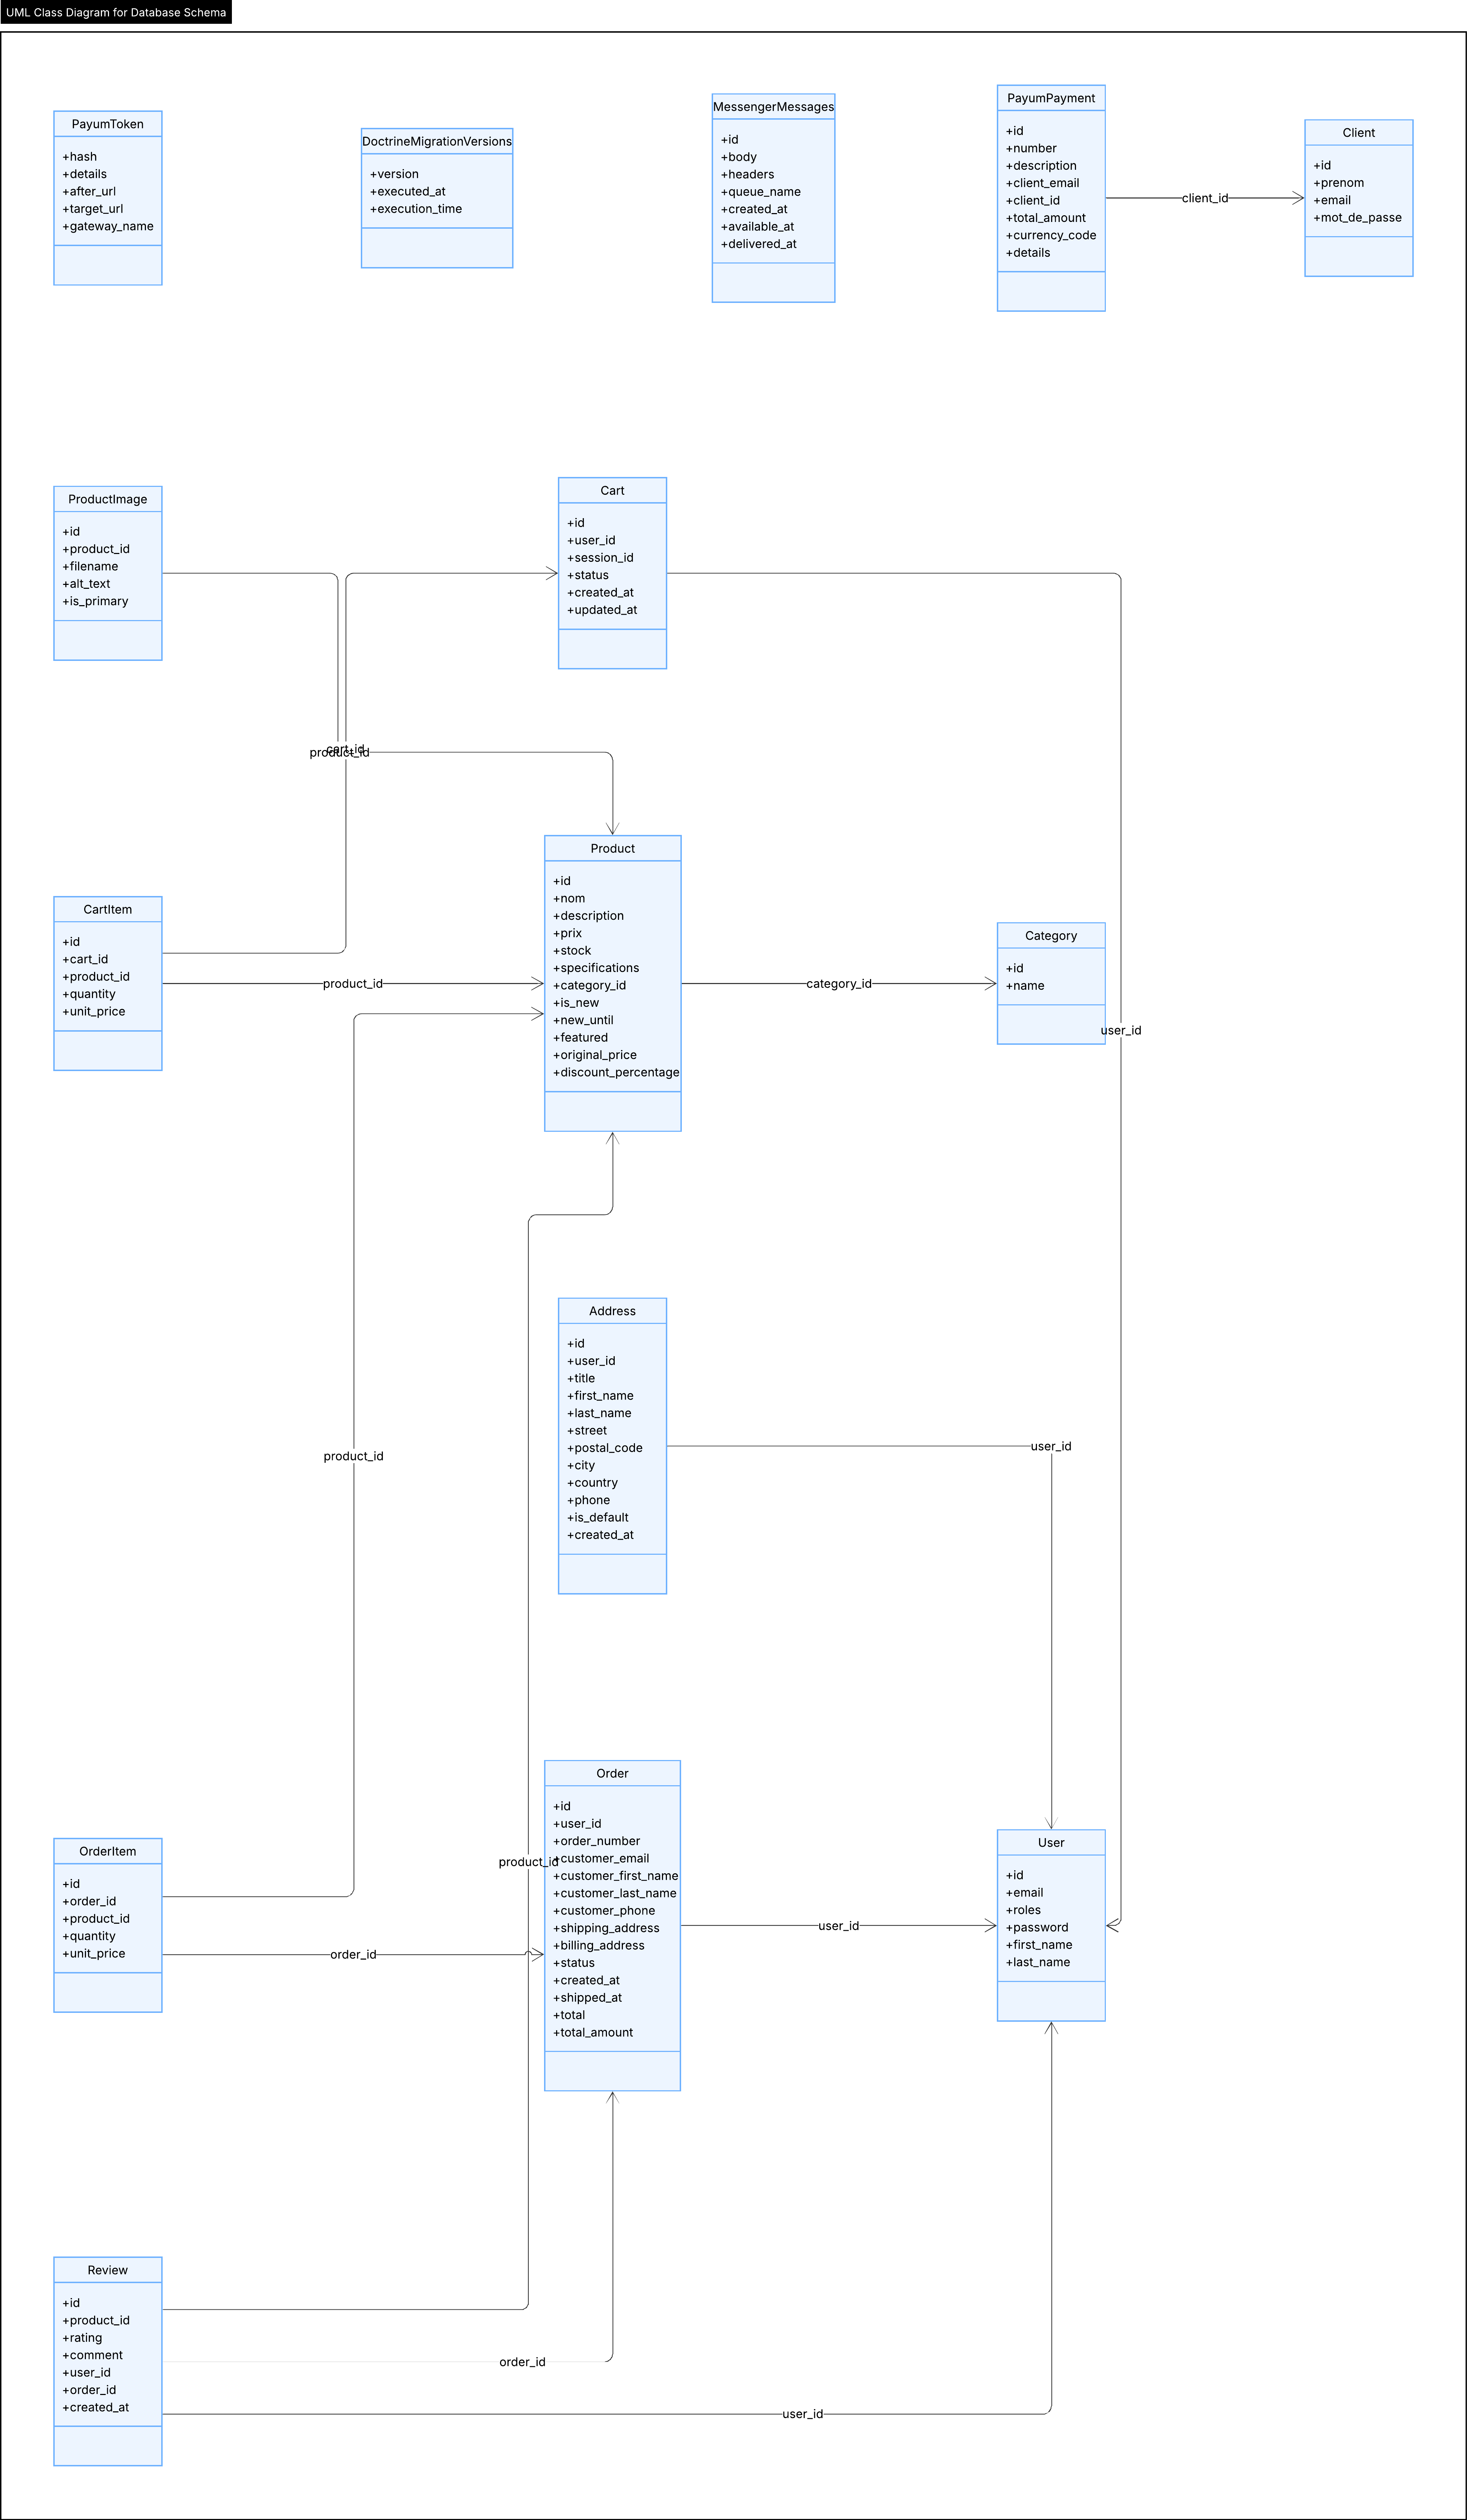 UML Class Diagram for Database Schema
PayumToken
+hash
+details
+after_url
+target_url
+gateway_name
DoctrineMigrationVersions
+version
+executed_at
+execution_time
MessengerMessages
+id
+body
+headers
+queue_name
+created_at
+available_at
+delivered_at
PayumPayment
+id
+number
+description
+client_email
+client_id
+total_amount
+currency_code
+details
client_id
Client
+id
+prenom
+email
+mot_de_passe
ProductImage
+id
+product_id
+filename
+alt_text
+is_primary
Cart
+id
+user_id
+session_id
+status
+created_at
+updated_at
cart_id
product_id
CartItem
+id
+cart_id
+product_id
+quantity
+unit_price
product_id
Product
+id
+nom
+description
+prix
+stock
+specifications
+category_id
+is_new
+new_until
+featured
+original_price
+discount_percentage
category_id
Category
+id
+name
user_id
Address
+id
+user_id
+title
+first_name
+last_name
+street
+postal_code
+city
+country
+phone
+is_default
+created_at
user_id
product_id
OrderItem
+id
+order_id
+product_id
+quantity
+unit_price
order_id
product_id
Order
+id
+user_id
+order_number
+customer_email
+customer_first_name
+customer_last_name
+customer_phone
+shipping_address
+billing_address
+status
+created_at
+shipped_at
+total
+total_amount
user_id
User
+id
+email
+roles
+password
+first_name
+last_name
Review
+id
+product_id
+rating
+comment
+user_id
+order_id
+created_at
order_id
user_id